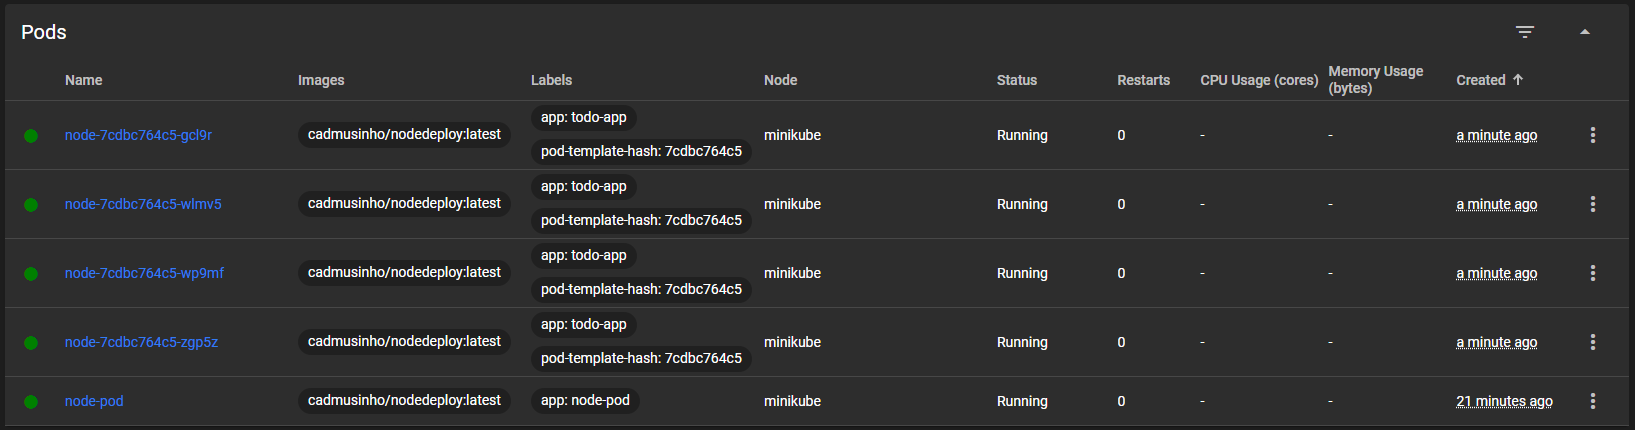 Pods
Name Images Labels Node Status Restarts CPU Usage (cores) Memory Usage (bytes) Created
node-7cdbc764c5-gcl9r cadmusinho/nodedeploy:latest app: todo-app pod-template-hash: 7cdbc764c5 minikube Running 0 - - a minute ago
node-7cdbc764c5-wlmv5 cadmusinho/nodedeploy:latest app: todo-app pod-template-hash: 7cdbc764c5 minikube Running 0 - - a minute ago
node-7cdbc764c5-wp9mf cadmusinho/nodedeploy:latest app: todo-app pod-template-hash: 7cdbc764c5 minikube Running 0 - - a minute ago
node-7cdbc764c5-zgp5z cadmusinho/nodedeploy:latest app: todo-app pod-template-hash: 7cdbc764c5 minikube Running 0 - - a minute ago
node-pod cadmusinho/nodedeploy:latest app: node-pod minikube Running 0 - - 21 minutes ago